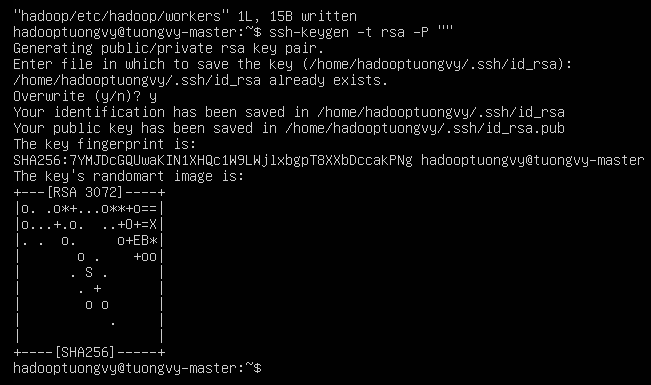 "hadoop/etc/hadoop/workers" 1L, 15B written
hadooptuongvy@tuongvy-master:~$ ssh-keygen -t rsa -P ""
Generating public/private rsa key pair.
Enter file in which to save the key (/home/hadooptuongvy/.ssh/id_rsa):
/home/hadooptuongvy/.ssh/id_rsa already exists.
Overwrite (y/n)? y
Your identification has been saved in /home/hadooptuongvy/.ssh/id_rsa
Your public key has been saved in /home/hadooptuongvy/.ssh/id_rsa.pub
The key fingerprint is:
SHA256:7YMJDcGQUwaKIN1XHQc1W9LWjlxbgpT8XXbDccakPNg hadooptuongvy@tuongvy-master
The key's randomart image is:
+---[RSA 3072]----+
|o. .o*+...o**+o==|
|o...+.o.  ..+O+=X|
|. .  o.     o+EB*|
|       o .    +oo|
|      . S .      |
|       . +       |
|        o o      |
|           .     |
|                 |
+----[SHA256]-----+
hadooptuongvy@tuongvy-master:~$